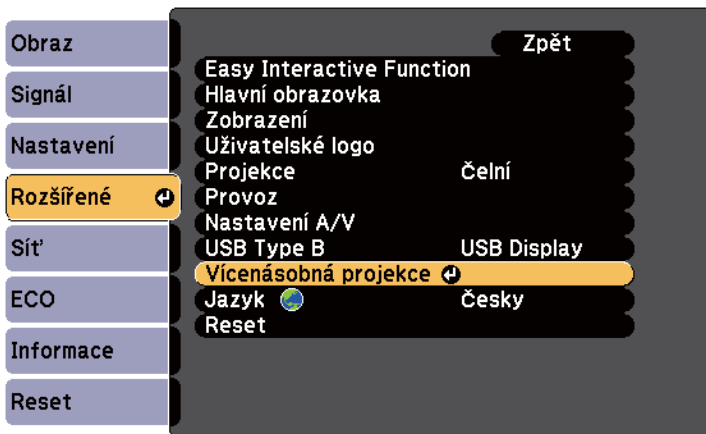 Obraz
Signál
Nastavení
Rozšířené
Síť
ECO
Informace
Reset
Zpět
Easy Interactive Function
Hlavní obrazovka
Zobrazení
Uživatelské logo
Projekce Čelní
Provoz
Nastavení A/V
USB Type B USB Display
Vícenásobná projekce
Jazyk Česky
Reset